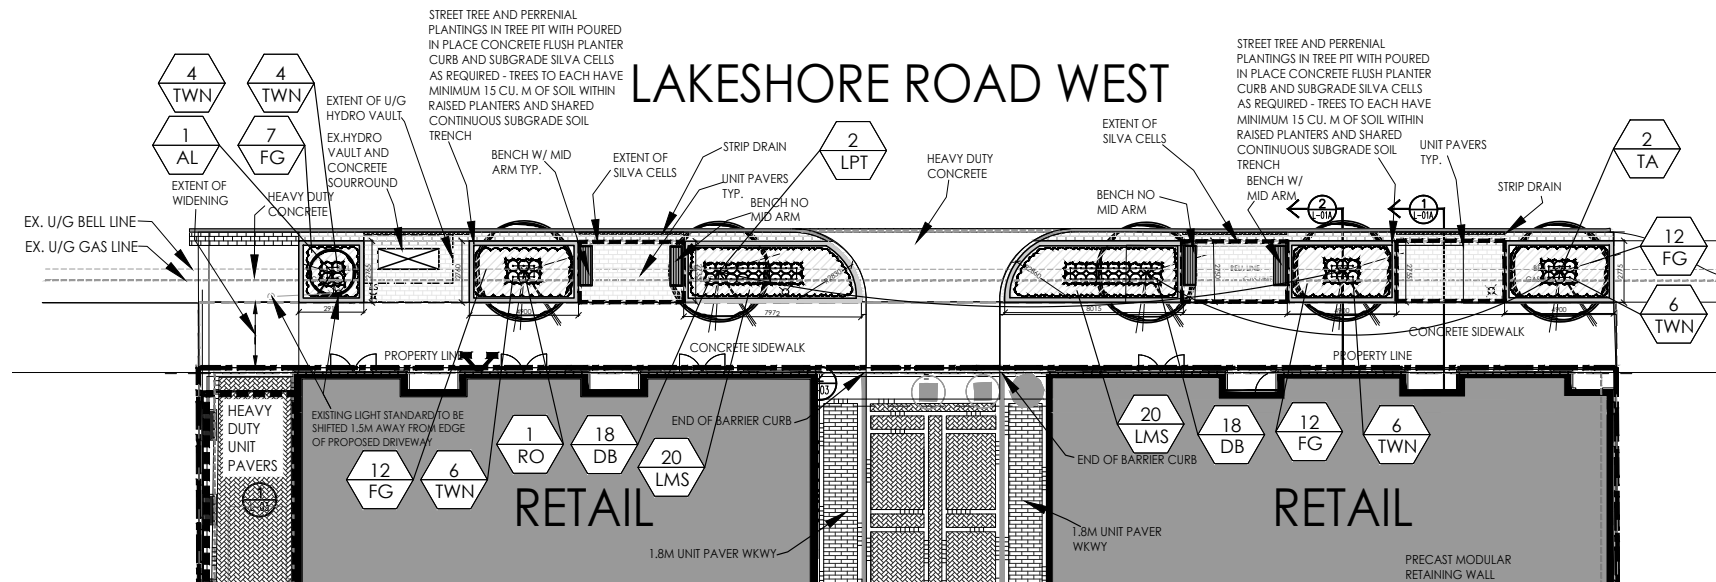 STREET TREE AND PERRENIAL
PLANTINGS IN TREE PIT WITH POURED
IN PLACE CONCRETE FLUSH PLANTER
CURB AND SUBGRADE SILVA CELLS
AS REQUIRED - TREES TO EACH HAVE
MINIMUM 15 CU. M OF SOIL WITHIN
RAISED PLANTERS AND SHARED
CONTINUOUS SUBGRADE SOIL
TRENCH
LAKESHORE ROAD WEST
STREET TREE AND PERRENIAL
PLANTINGS IN TREE PIT WITH POURED
IN PLACE CONCRETE FLUSH PLANTER
CURB AND SUBGRADE SILVA CELLS
AS REQUIRED - TREES TO EACH HAVE
MINIMUM 15 CU. M OF SOIL WITHIN
RAISED PLANTERS AND SHARED
CONTINUOUS SUBGRADE SOIL
TRENCH
4
TWN
4
TWN
1
AL
7
FG
EXTENT OF U/G
HYDRO VAULT
EX.HYDRO
VAULT AND
CONCRETE
SOURROUND
EXTENT OF
WIDENING
HEAVY DUTY
CONCRETE
BENCH W/ MID
ARM TYP.
EXTENT OF
SILVA CELLS
STRIP DRAIN
UNIT PAVERS
TYP.
BENCH NO
MID ARM
2
LPT
HEAVY DUTY
CONCRETE
EXTENT OF
SILVA CELLS
BENCH NO
MID ARM
BENCH W/
MID ARM
UNIT PAVERS
TYP.
STRIP DRAIN
2
TA
2
L-01A
1
L-01A
EX. U/G BELL LINE
EX. U/G GAS LINE
12
FG
6
TWN
7972
8015
CONCRETE SIDEWALK
PROPERTY LINE
CONCRETE SIDEWALK
PROPERTY LINE
HEAVY
DUTY
UNIT
PAVERS
EXISTING LIGHT STANDARD TO BE
SHIFTED 1.5M AWAY FROM EDGE
OF PROPOSED DRIVEWAY
12
FG
6
TWN
1
RO
18
DB
20
LMS
END OF BARRIER CURB
END OF BARRIER CURB
20
LMS
18
DB
12
FG
6
TWN
1
L-03
RETAIL
RETAIL
1.8M UNIT PAVER WKWY
1.8M UNIT PAVER
WKWY
PRECAST MODULAR
RETAINING WALL